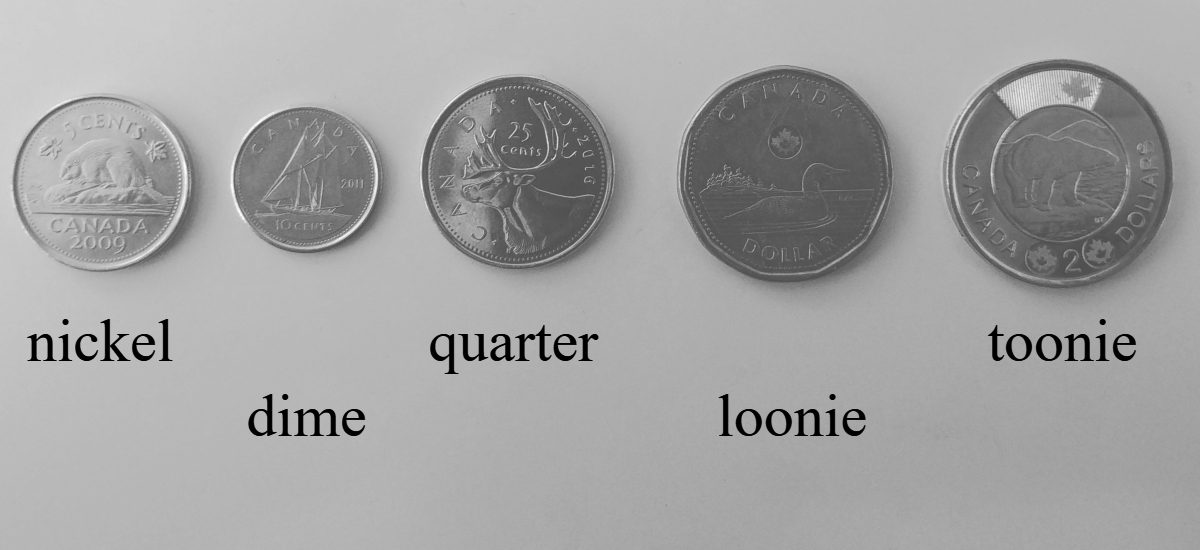 5 CENTS
CANADA
2009
CANADA
2011
10 CENTS
CANADA 2016
25
cents
CANADA
DOLLAR
CANADA 2 DOLLARS
nickel
dime
quarter
loonie
toonie